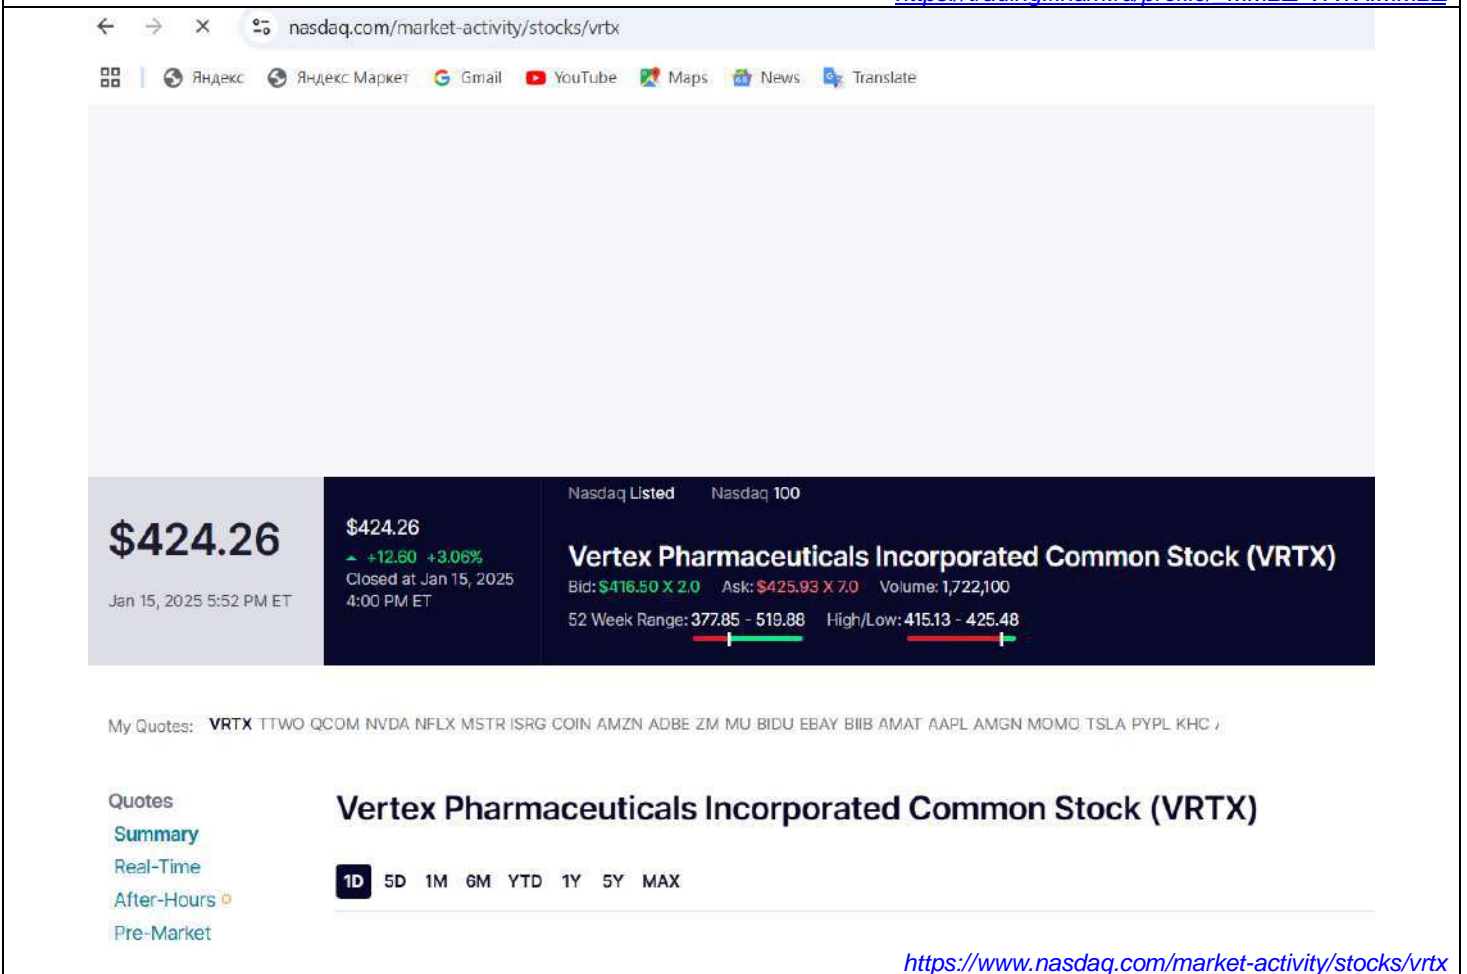 nasdaq.com/market-activity/stocks/vrtx
Яндекс Яндекс Маркет Gmail YouTube Maps News Translate
Nasdaq Listed Nasdaq 100
$424.26
$424.26
+12.60 +3.06%
Vertex Pharmaceuticals Incorporated Common Stock (VRTX)
Closed at Jan 15, 2025
Bid: $416.50 X 2.0 Ask: $425.93 X 7.0 Volume: 1,722,100
Jan 15, 2025 5:52 PM ET
4:00 PM ET
52 Week Range: 377.85 - 519.88 High/Low: 415.13 - 425.48
My Quotes: VRTX TTWO QCOM NVDA NFLX MSTR ISRG COIN AMZN ADBE ZM MU BIDU EBAY BIIB AMAT AAPL AMGN MOMO TSLA PYPL KHC
Quotes
Vertex Pharmaceuticals Incorporated Common Stock (VRTX)
Summary
Real-Time
1D 5D 1M 6M YTD 1Y 5Y MAX
After-Hours
Pre-Market
https://www.nasdaq.com/market-activity/stocks/vrtx